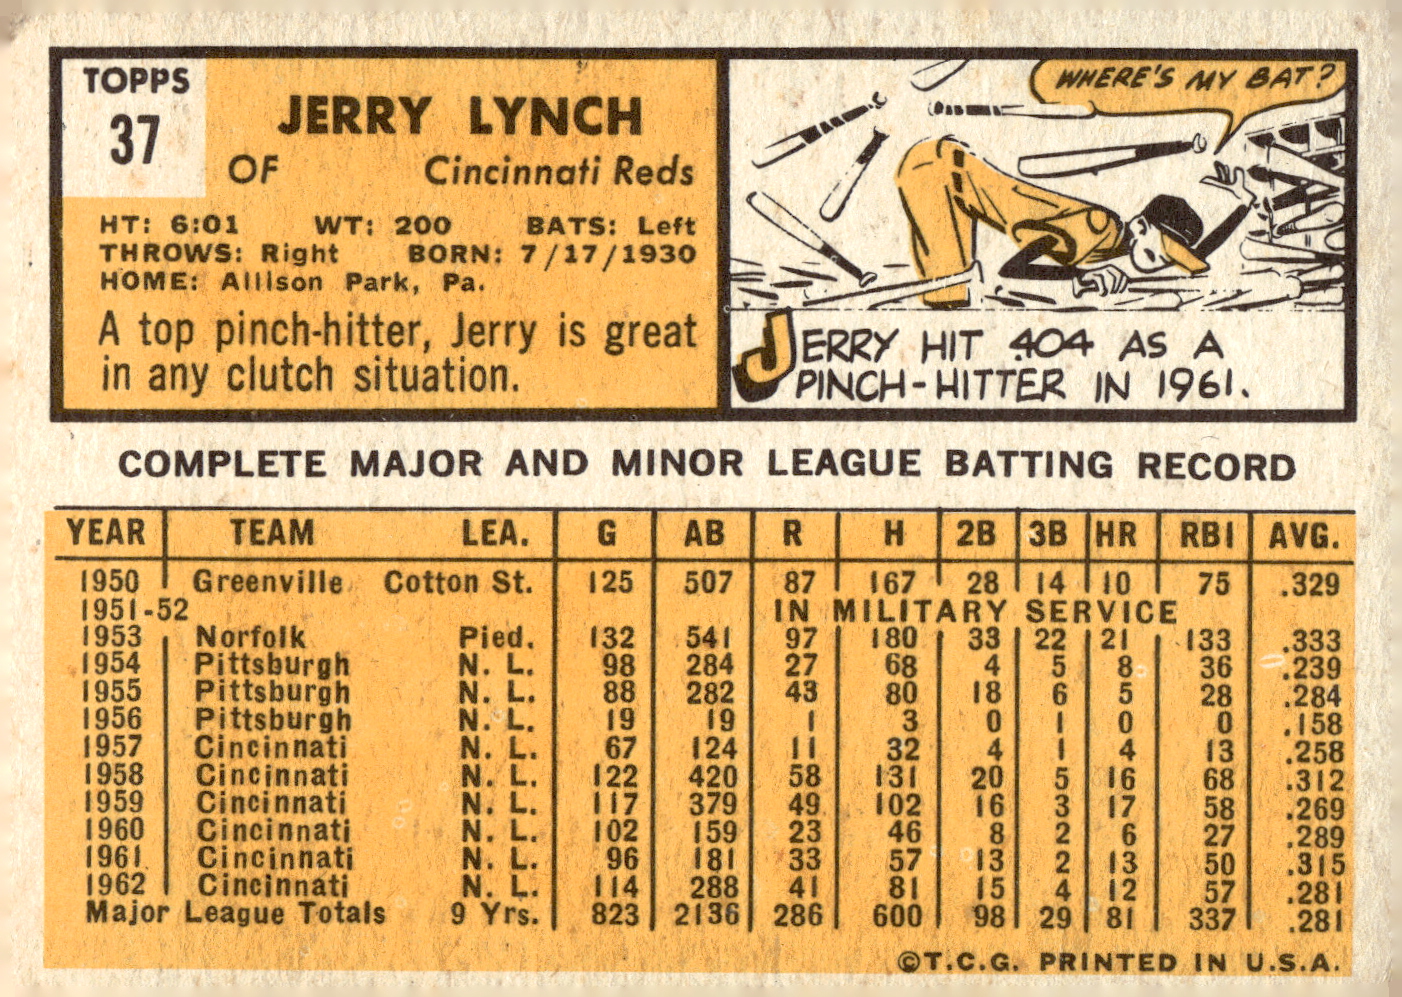 TOPPS
37
JERRY LYNCH
OF Cincinnati Reds
HT: 6:01 WT: 200 BATS: Left
THROWS: Right BORN: 7/17/1930
HOME: Allison Park, Pa.
A top pinch-hitter, Jerry is great
in any clutch situation.
WHERE'S MY BAT?
JERRY HIT .404 AS A
PINCH-HITTER IN 1961.
COMPLETE MAJOR AND MINOR LEAGUE BATTING RECORD
YEAR TEAM LEA. G AB R H 2B 3B HR RBI AVG.
1950 Greenville Cotton St. 125 507 87 167 28 14 10 75 .329
1951-52 IN MILITARY SERVICE
1953 Norfolk Pied. 132 541 97 180 33 22 21 133 .333
1954 Pittsburgh N. L. 98 284 27 68 4 5 8 36 .239
1955 Pittsburgh N. L. 88 282 43 80 18 6 5 28 .284
1956 Pittsburgh N. L. 19 19 1 3 0 1 0 0 .158
1957 Cincinnati N. L. 67 124 11 32 4 1 4 13 .258
1958 Cincinnati N. L. 122 420 58 131 20 5 16 68 .312
1959 Cincinnati N. L. 117 379 49 102 16 3 17 58 .269
1960 Cincinnati N. L. 102 159 23 46 8 2 6 27 .289
1961 Cincinnati N. L. 96 181 33 57 13 2 13 50 .315
1962 Cincinnati N. L. 114 288 41 81 15 4 12 57 .281
Major League Totals 9 Yrs. 823 2136 286 600 98 29 81 337 .281
©T.C.G. PRINTED IN U.S.A.